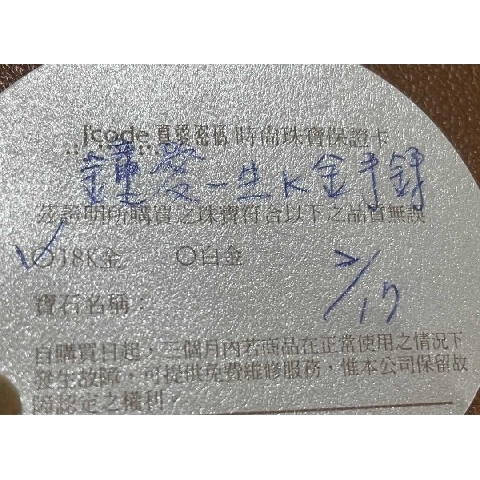 jcode 真愛密碼 時尚珠寶保證卡
鐘愛一生K金手鍊
茲證明所購買之珠寶符合以下之品質無誤
✓○18K金 ○白金
2/17
寶石名稱：
自購買日起，三個月內若商品在正常使用之情況下
發生故障，可提供免費維修服務，惟本公司保留故
障認定之權利。